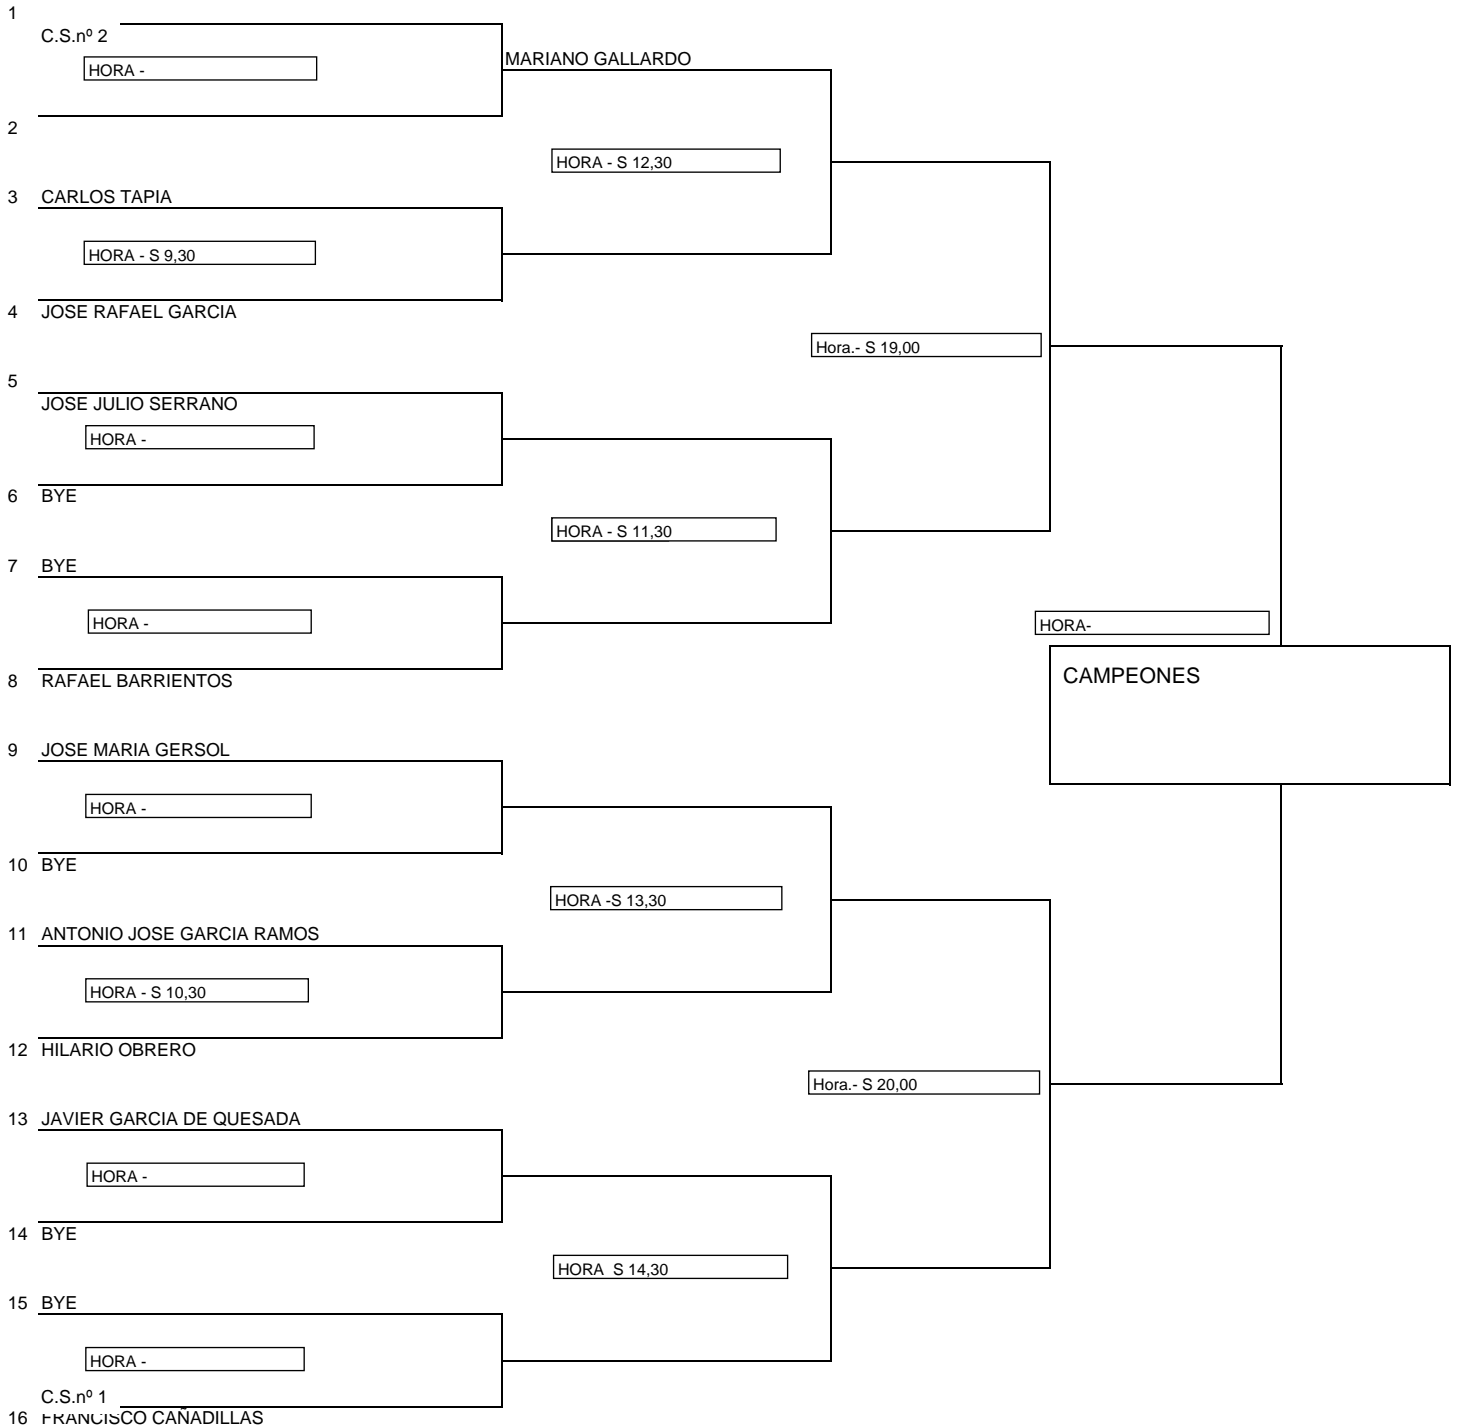 1
C.S.nº 2
MARIANO GALLARDO
HORA -
2
HORA - S 12,30
3 CARLOS TAPIA
HORA - S 9,30
4 JOSE RAFAEL GARCIA
Hora.- S 19,00
5
JOSE JULIO SERRANO
HORA -
6 BYE
HORA - S 11,30
7 BYE
HORA -
HORA-
8 RAFAEL BARRIENTOS
CAMPEONES
9 JOSE MARIA GERSOL
HORA -
10 BYE
HORA -S 13,30
11 ANTONIO JOSE GARCIA RAMOS
HORA - S 10,30
12 HILARIO OBRERO
Hora.- S 20,00
13 JAVIER GARCIA DE QUESADA
HORA -
14 BYE
HORA  S 14,30
15 BYE
HORA -
C.S.nº 1
16 FRANCISCO CAÑADILLAS